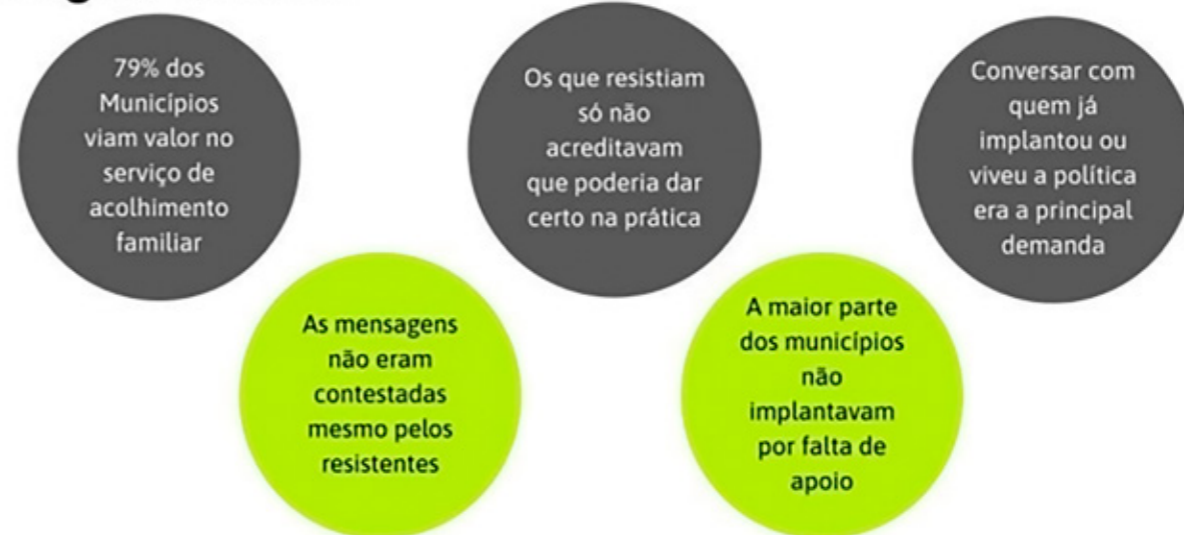 79% dos
Municípios
viam valor no
serviço de
acolhimento
familiar
Os que resistiam
só não
acreditavam
que poderia dar
certo na prática
Conversar com
quem já
implantou ou
viveu a política
era a principal
demanda
As mensagens
não eram
contestadas
mesmo pelos
resistentes
A maior parte
dos municípios
não
implantavam
por falta de
apoio